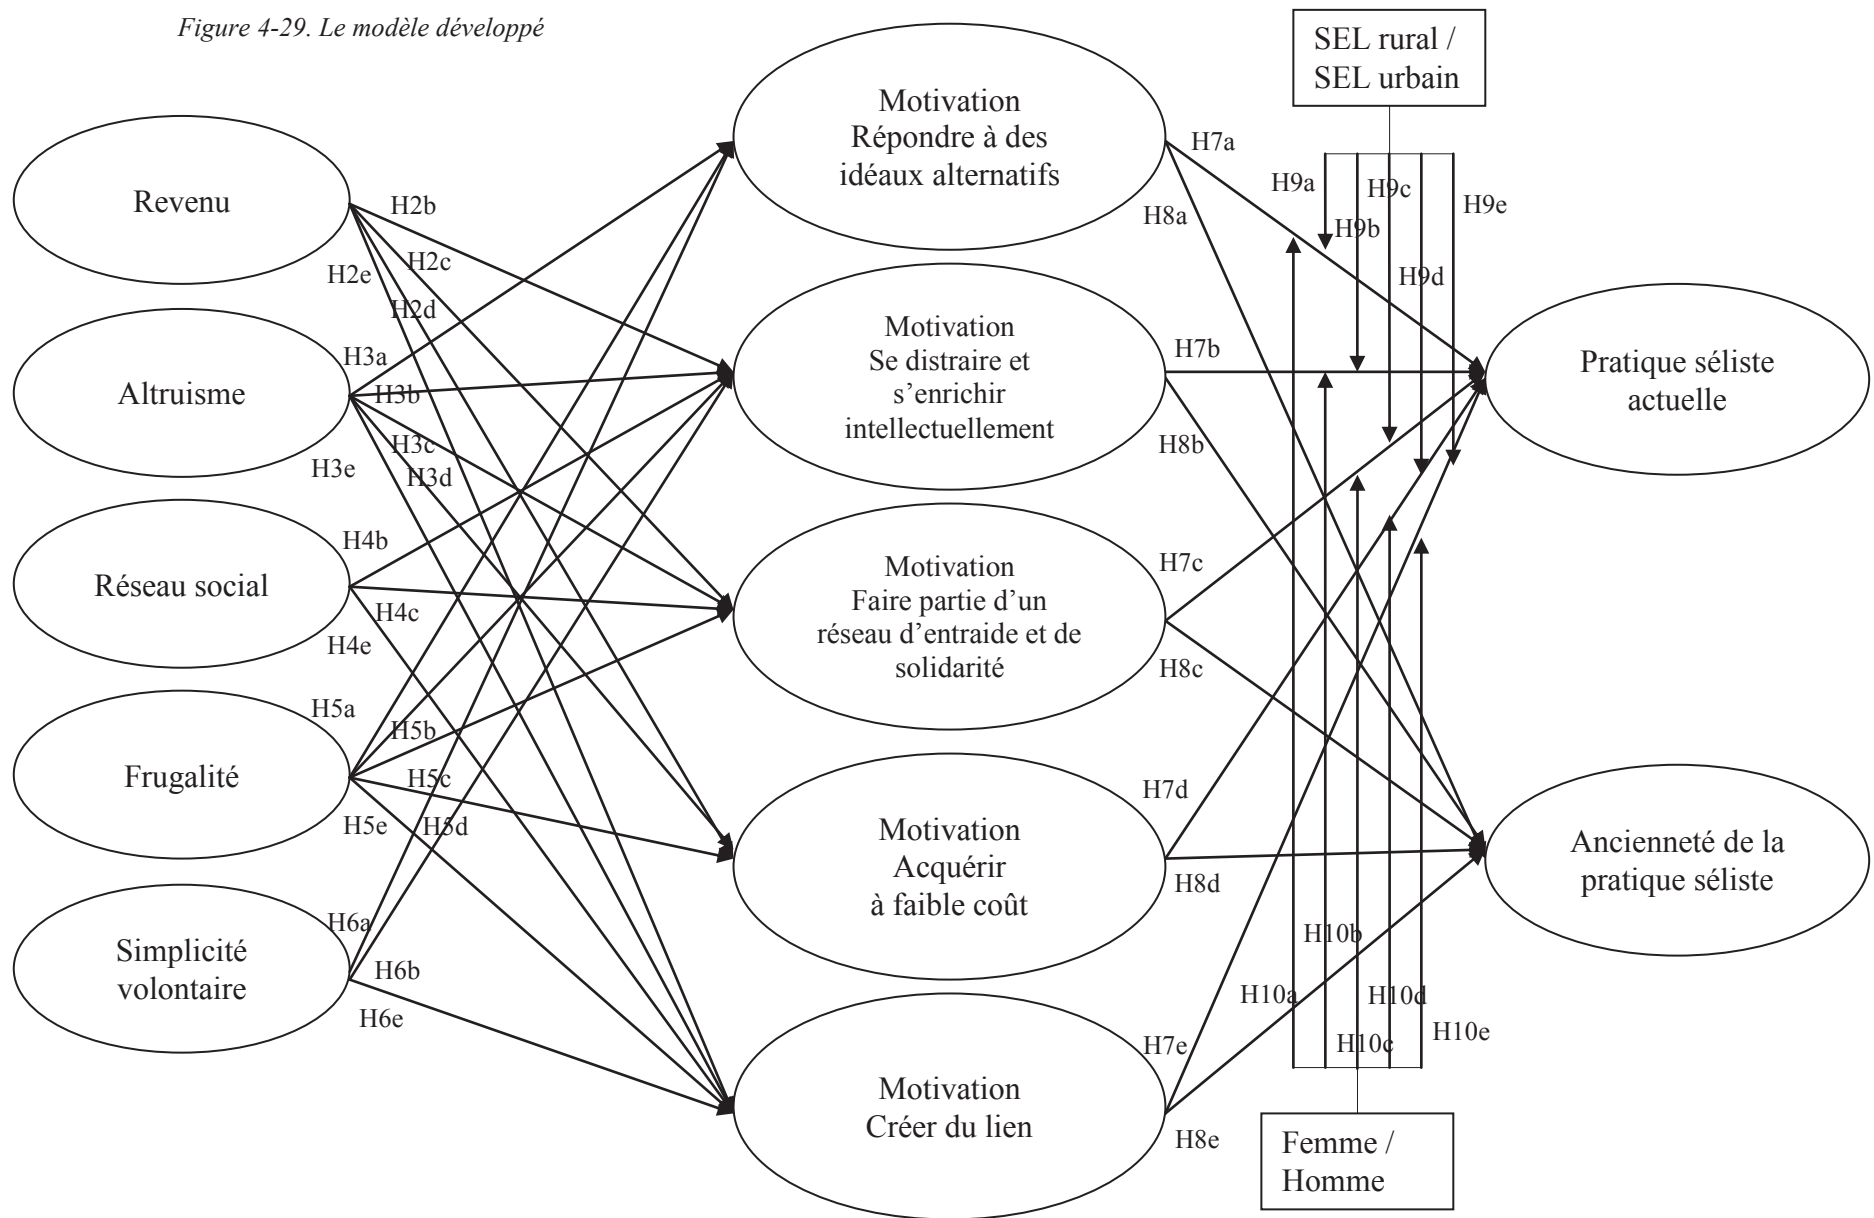 Figure 4-29. Le modèle développé
SEL rural /
SEL urbain
Revenu
Altruisme
Réseau social
Frugalité
Simplicité
volontaire
H2b
H2c
H2e
H2d
H3a
H3b
H3c
H3e
H3d
H4b
H4c
H4e
H5a
H5b
H5c
H5e
H5d
H6a
H6b
H6e
Motivation
Répondre à des
idéaux alternatifs
Motivation
Se distraire et
s’enrichir
intellectuellement
Motivation
Faire partie d’un
réseau d’entraide et de
solidarité
Motivation
Acquérir
à faible coût
Motivation
Créer du lien
H7a
H8a
H7b
H8b
H7c
H8c
H7d
H8d
H7e
H8e
H9a
H9c
H9e
H9b
H9d
H10b
H10a
H10d
H10c
H10e
Pratique séliste
actuelle
Ancienneté de la
pratique séliste
Femme /
Homme